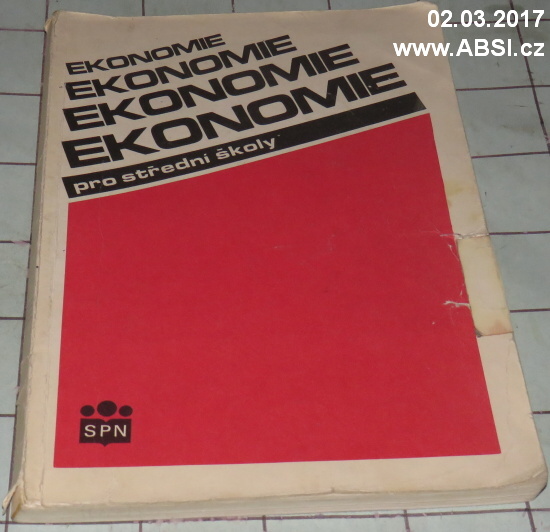 02.03.2017
www.ABSI.cz
EKONOMIE
EKONOMIE
EKONOMIE
EKONOMIE
pro střední školy
SPN